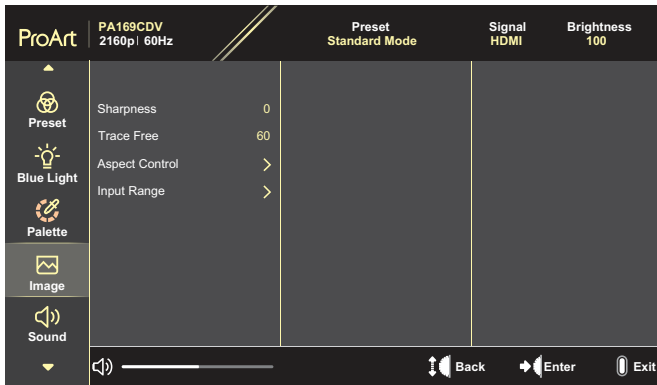 ProArt
PA169CDV
2160p| 60Hz
Preset
Standard Mode
Signal
HDMI
Brightness
100
Preset
Blue Light
Palette
Image
Sound
Sharpness 0
Trace Free 60
Aspect Control
Input Range
Back
Enter
Exit